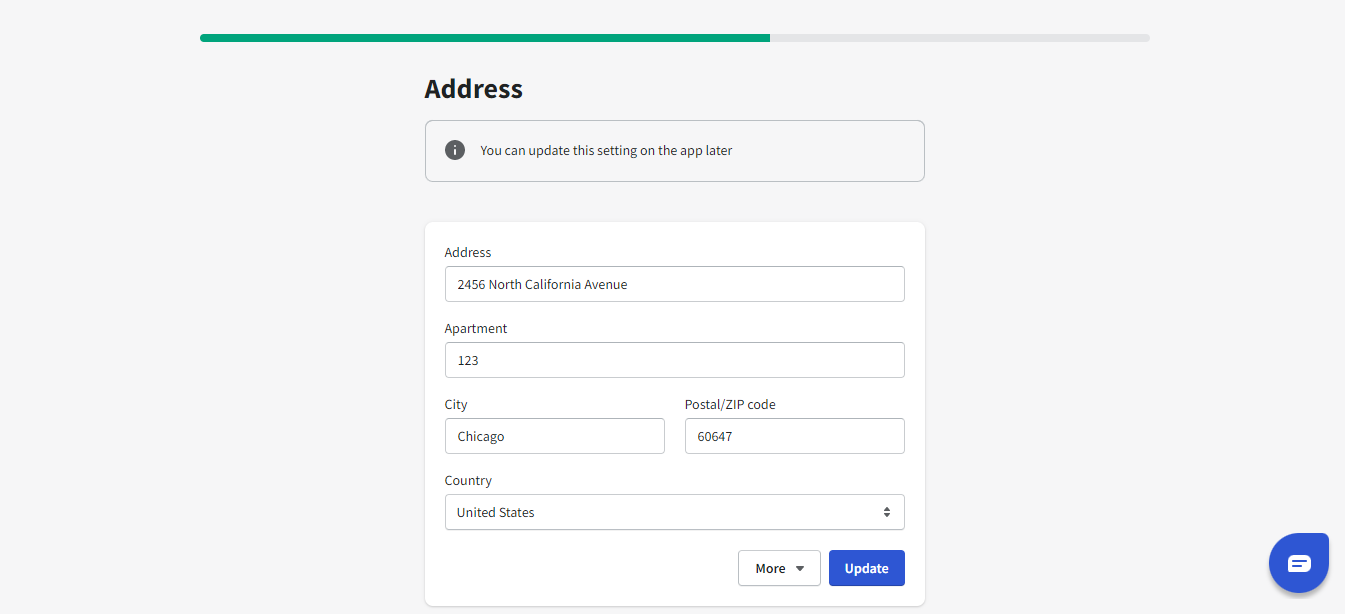 Address
You can update this setting on the app later
Address
2456 North California Avenue
Apartment
123
City
Postal/ZIP code
Chicago
60647
Country
United States
More
Update